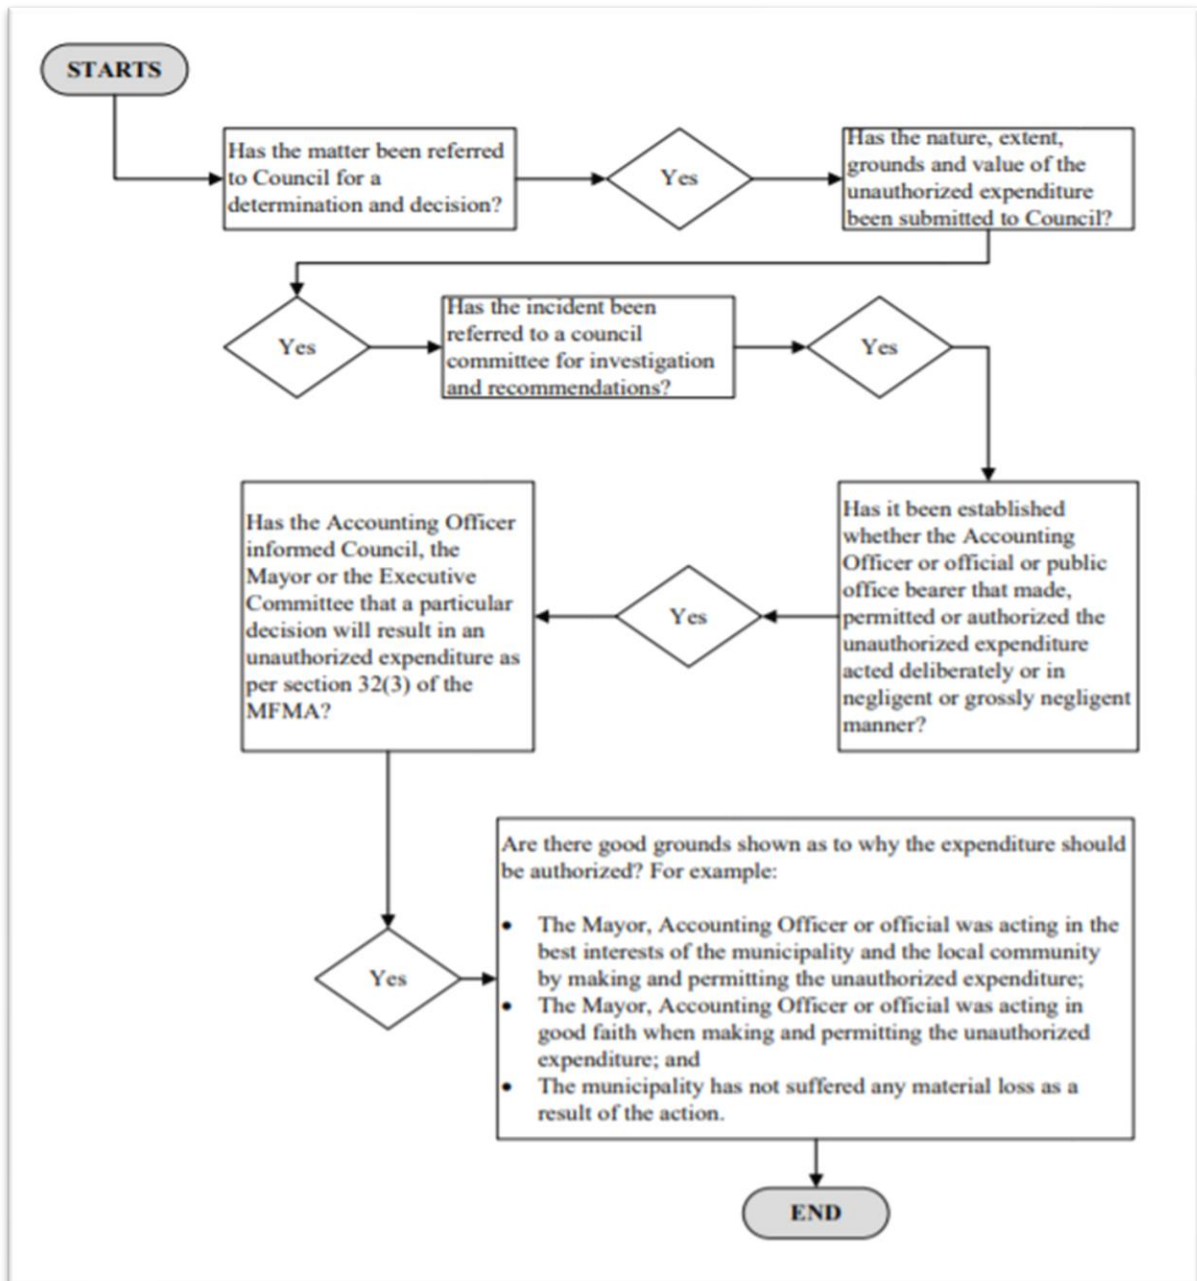 STARTS
Has the matter been referred
to Council for a
determination and decision?
Yes
Has the nature, extent,
grounds and value of the
unauthorized expenditure
been submitted to Council?
Yes
Has the incident been
referred to a council
committee for investigation
and recommendations?
Yes
Has it been established
whether the Accounting
Officer or official or public
office bearer that made,
permitted or authorized the
unauthorized expenditure
acted deliberately or in
negligent or grossly negligent
manner?
Yes
Has the Accounting Officer
informed Council, the
Mayor or the Executive
Committee that a particular
decision will result in an
unauthorized expenditure as
per section 32(3) of the
MFMA?
Yes
Are there good grounds shown as to why the expenditure should
be authorized? For example:
• The Mayor, Accounting Officer or official was acting in the
best interests of the municipality and the local community
by making and permitting the unauthorized expenditure;
• The Mayor, Accounting Officer or official was acting in
good faith when making and permitting the unauthorized
expenditure; and
• The municipality has not suffered any material loss as a
result of the action.
END